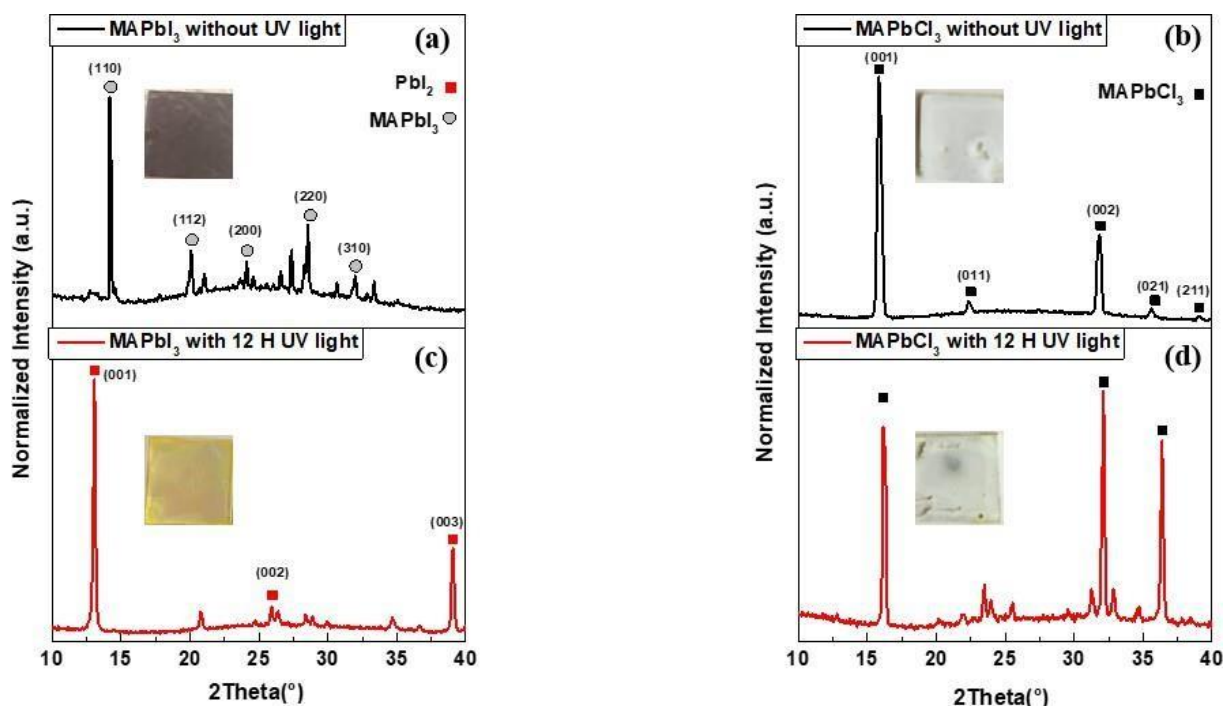 MAPbI₃ without UV light
(a)
(110)
PbI₂
MAPbI₃
(112)
(200)
(220)
(310)
Normalized Intensity (a.u.)
MAPbI₃ with 12 H UV light
(c)
(001)
(002)
(003)
10 15 20 25 30 35 40
2Theta(°)
MAPbCl₃ without UV light
(b)
(001)
MAPbCl₃
(011)
(002)
(021)
(211)
Normalized Intensity (a.u.)
MAPbCl₃ with 12 H UV light
(d)
10 15 20 25 30 35 40
2Theta(°)